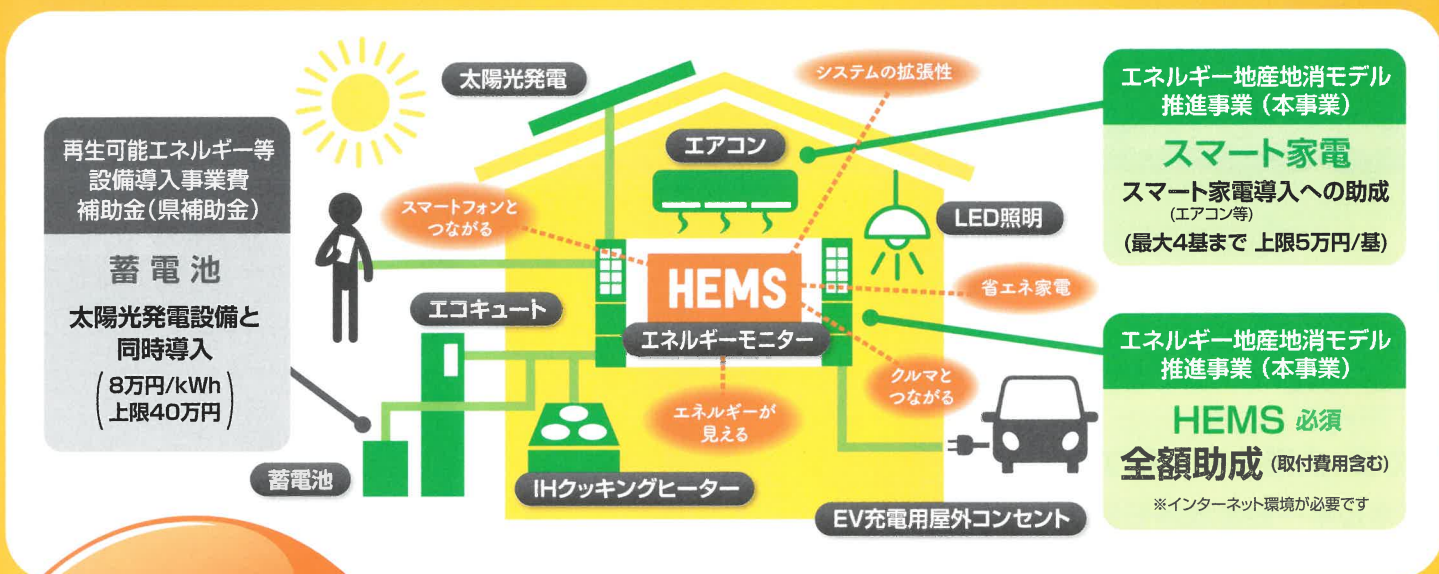 再生可能エネルギー等
設備導入事業費
補助金(県補助金)
蓄電池
太陽光発電設備と
同時導入
(8万円/kWh
上限40万円)
太陽光発電
システムの拡張性
エアコン
スマートフォンと
つながる
LED照明
HEMS
省エネ家電
エコキュート
エネルギーモニター
クルマと
つながる
エネルギーが
見える
蓄電池
IHクッキングヒーター
EV充電用屋外コンセント
エネルギー地産地消モデル
推進事業(本事業)
スマート家電
スマート家電導入への助成
(エアコン等)
(最大4基まで 上限5万円/基)
エネルギー地産地消モデル
推進事業(本事業)
HEMS 必須
全額助成(取付費用含む)
※インターネット環境が必要です